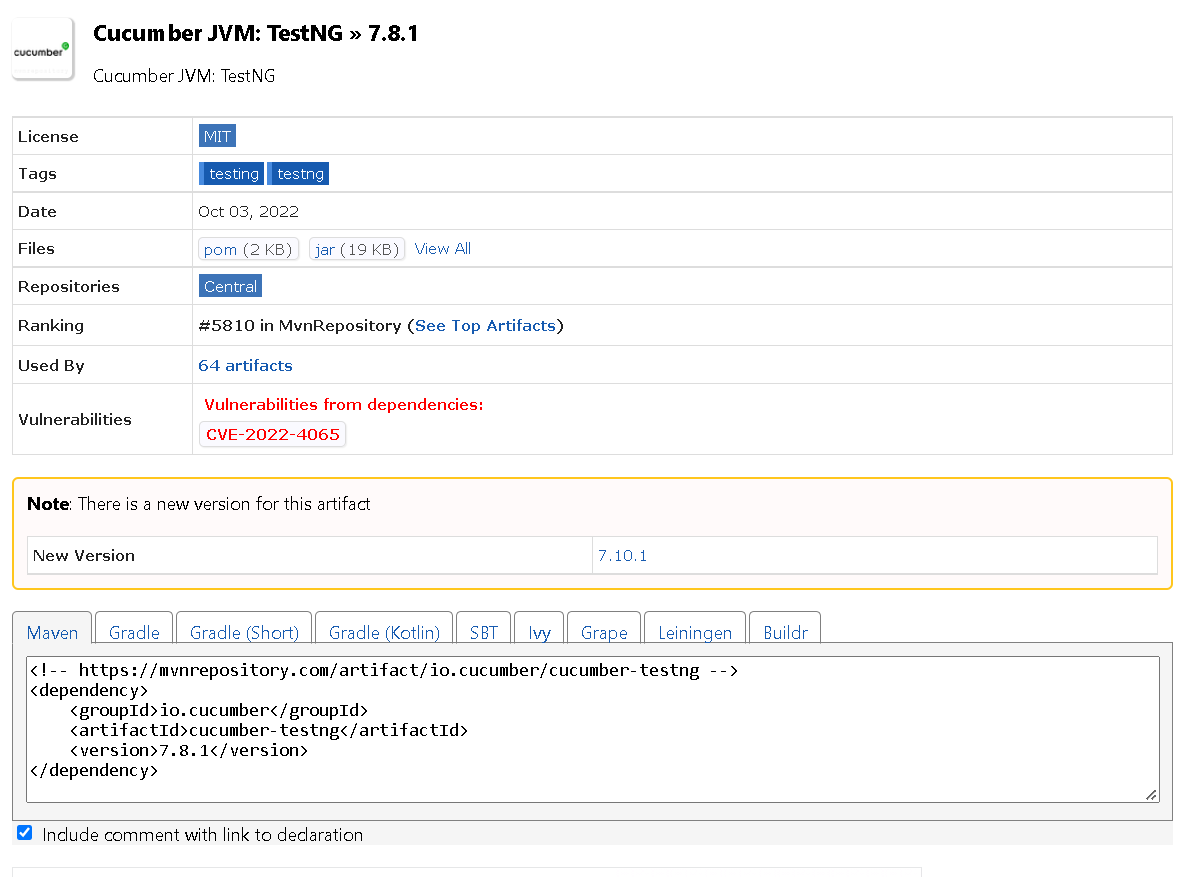 cucumber
Cucumber JVM: TestNG » 7.8.1
Cucumber JVM: TestNG
License MIT
Tags testing testng
Date Oct 03, 2022
Files pom (2 KB) jar (19 KB) View All
Repositories Central
Ranking #5810 in MvnRepository (See Top Artifacts)
Used By 64 artifacts
Vulnerabilities Vulnerabilities from dependencies:
CVE-2022-4065
Note: There is a new version for this artifact
New Version 7.10.1
Maven Gradle Gradle (Short) Gradle (Kotlin) SBT Ivy Grape Leiningen Buildr
<!-- https://mvnrepository.com/artifact/io.cucumber/cucumber-testng -->
<dependency>
    <groupId>io.cucumber</groupId>
    <artifactId>cucumber-testng</artifactId>
    <version>7.8.1</version>
</dependency>
Include comment with link to declaration